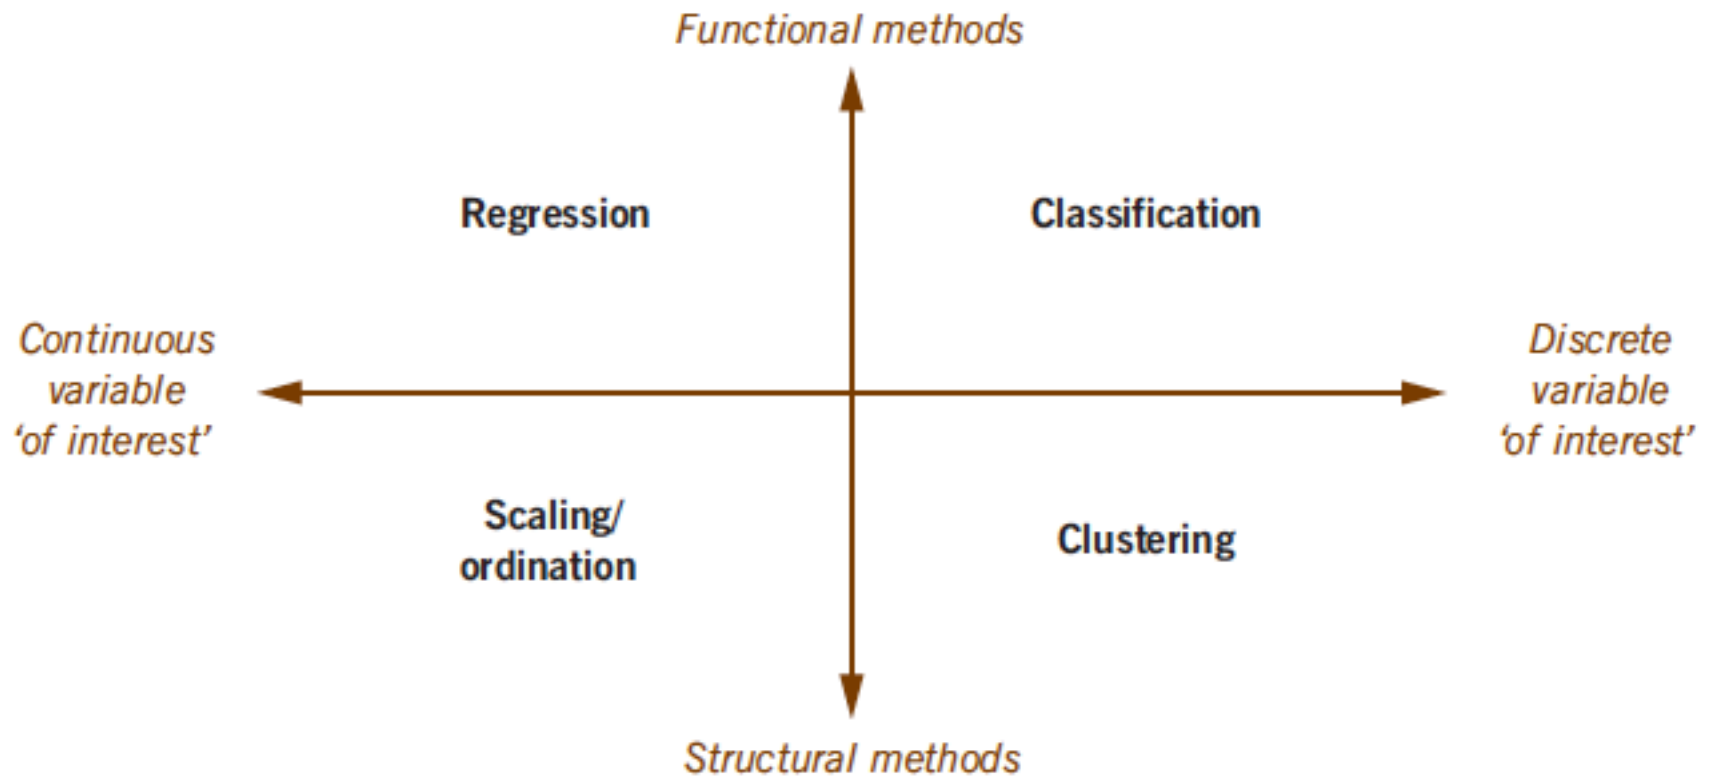 Functional methods
Regression
Classification
Continuous
variable
‘of interest’
Discrete
variable
‘of interest’
Scaling/
ordination
Clustering
Structural methods